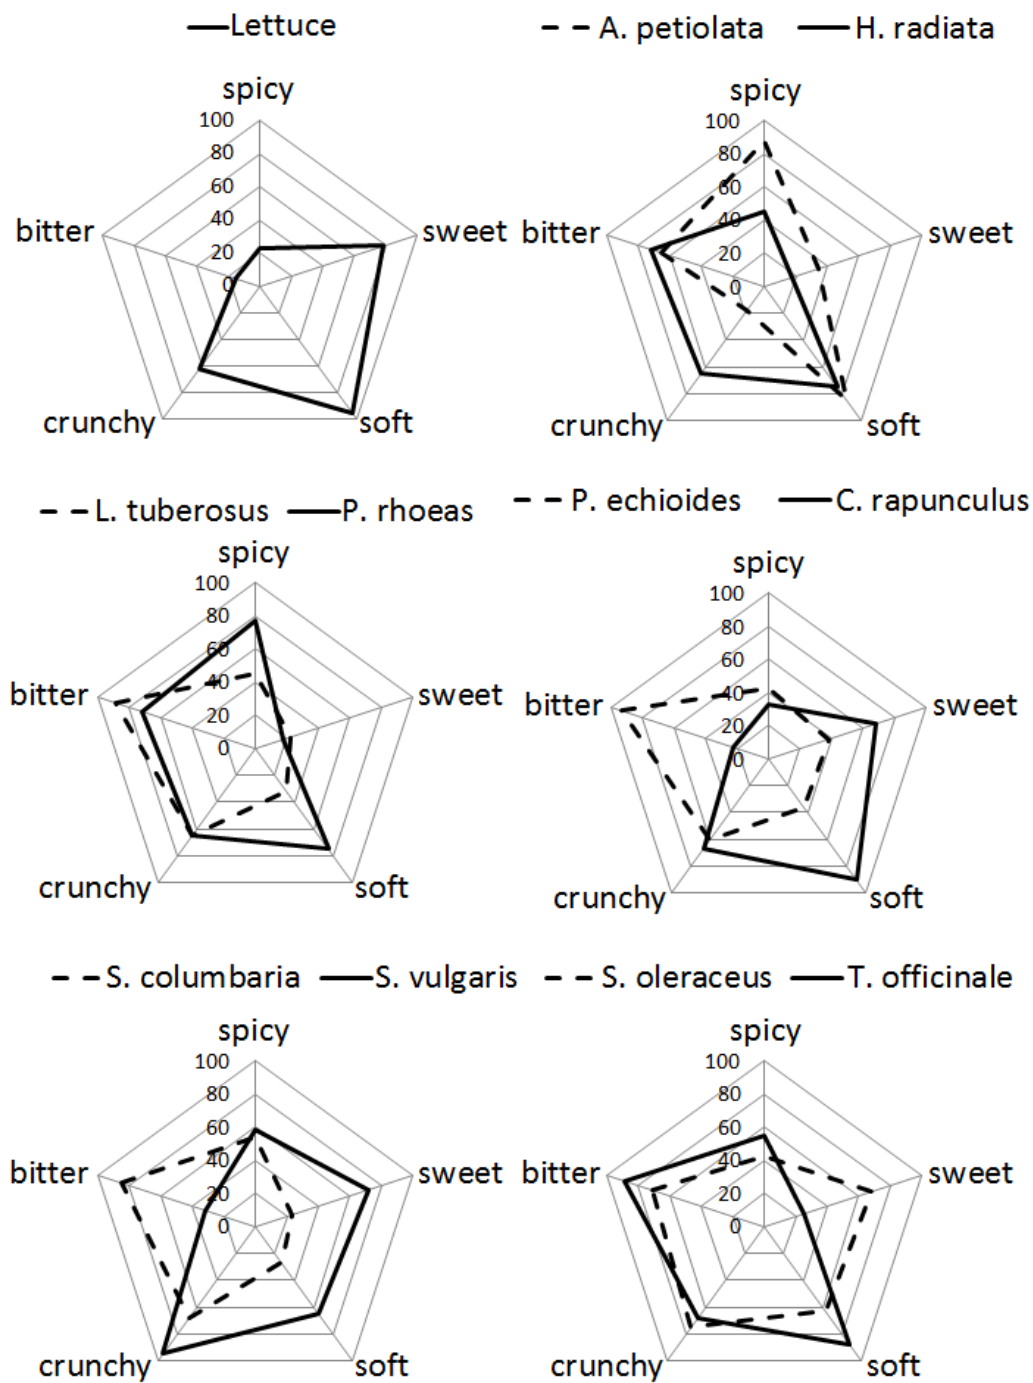 Lettuce
spicy
100
80
60
40
20
0
bitter
sweet
crunchy
soft
A. petiolata H. radiata
spicy
100
80
60
40
20
0
bitter
sweet
crunchy
soft
L. tuberosus P. rhoeas
spicy
100
80
60
40
20
0
bitter
sweet
crunchy
soft
P. echioides C. rapunculus
spicy
100
80
60
40
20
0
bitter
sweet
crunchy
soft
S. columbaria S. vulgaris
spicy
100
80
60
40
20
0
bitter
sweet
crunchy
soft
S. oleraceus T. officinale
spicy
100
80
60
40
20
0
bitter
sweet
crunchy
soft